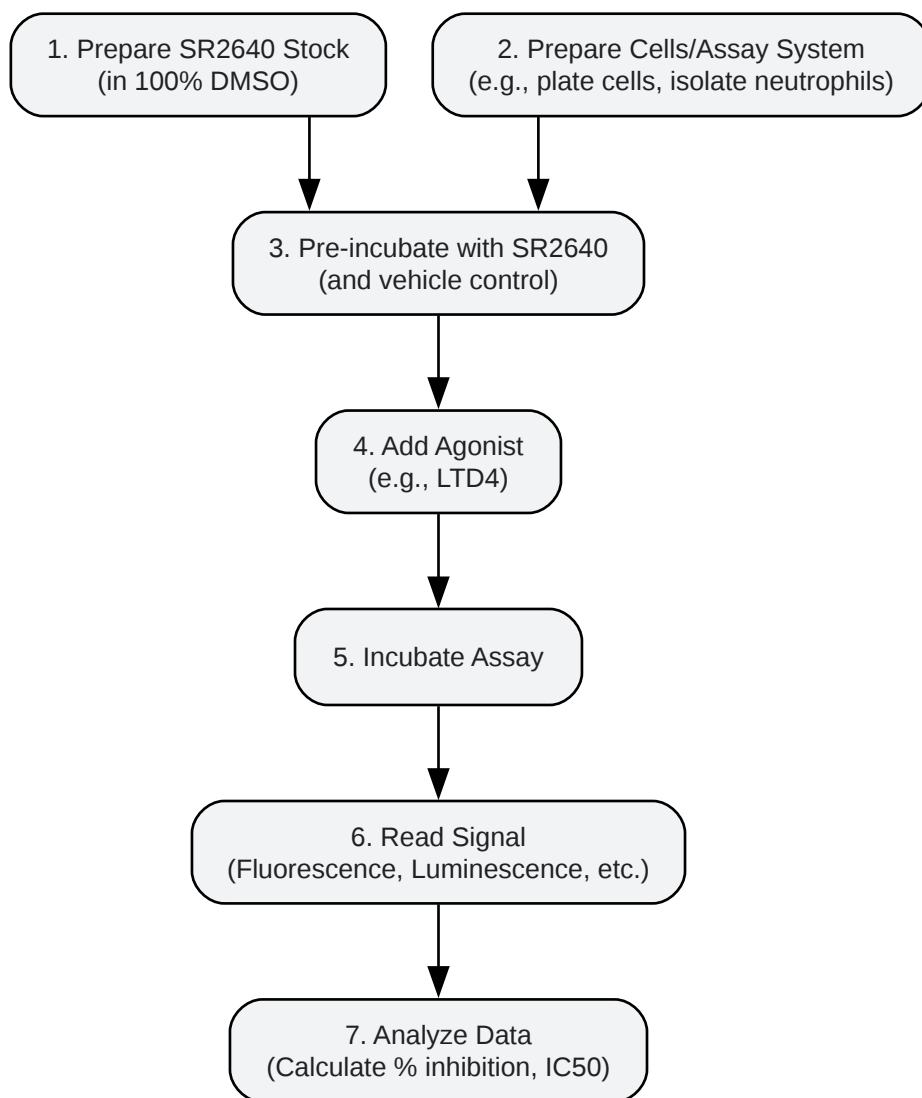 1. Prepare SR2640 Stock
(in 100% DMSO)
2. Prepare Cells/Assay System
(e.g., plate cells, isolate neutrophils)
3. Pre-incubate with SR2640
(and vehicle control)
4. Add Agonist
(e.g., LTD4)
5. Incubate Assay
6. Read Signal
(Fluorescence, Luminescence, etc.)
7. Analyze Data
(Calculate % inhibition, IC50)